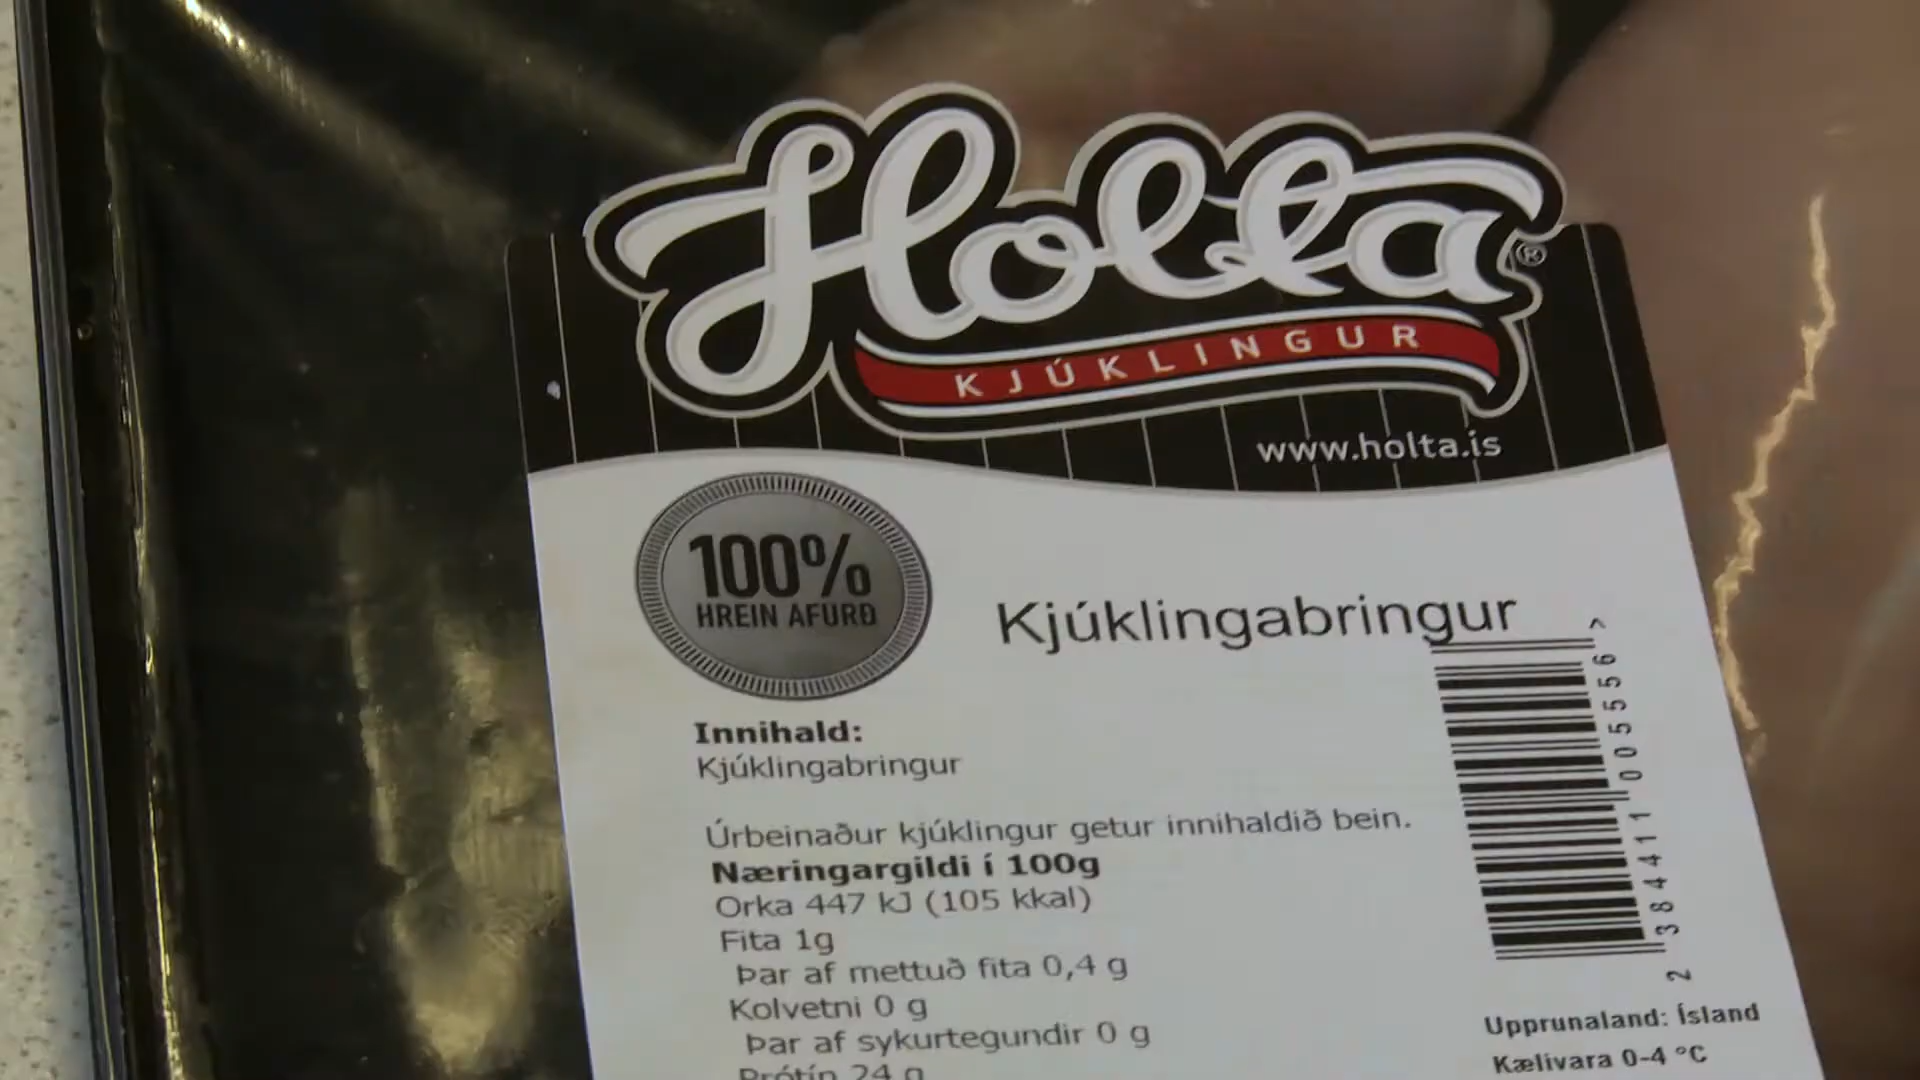 Holta®
KJÚKLINGUR
www.holta.is
100%
HREIN AFURÐ
Kjúklingabringur
Innihald:
Kjúklingabringur
Úrbeinaður kjúklingur getur innihaldið bein.
Næringargildi í 100g
Orka 447 kJ (105 kkal)
Fita 1g
Þar af mettuð fita 0,4 g
Kolvetni 0 g
Þar af sykurtegundir 0 g
Prótín 24 g
2 384411 005556 >
Upprunaland: Ísland
Kælivara 0-4 °C